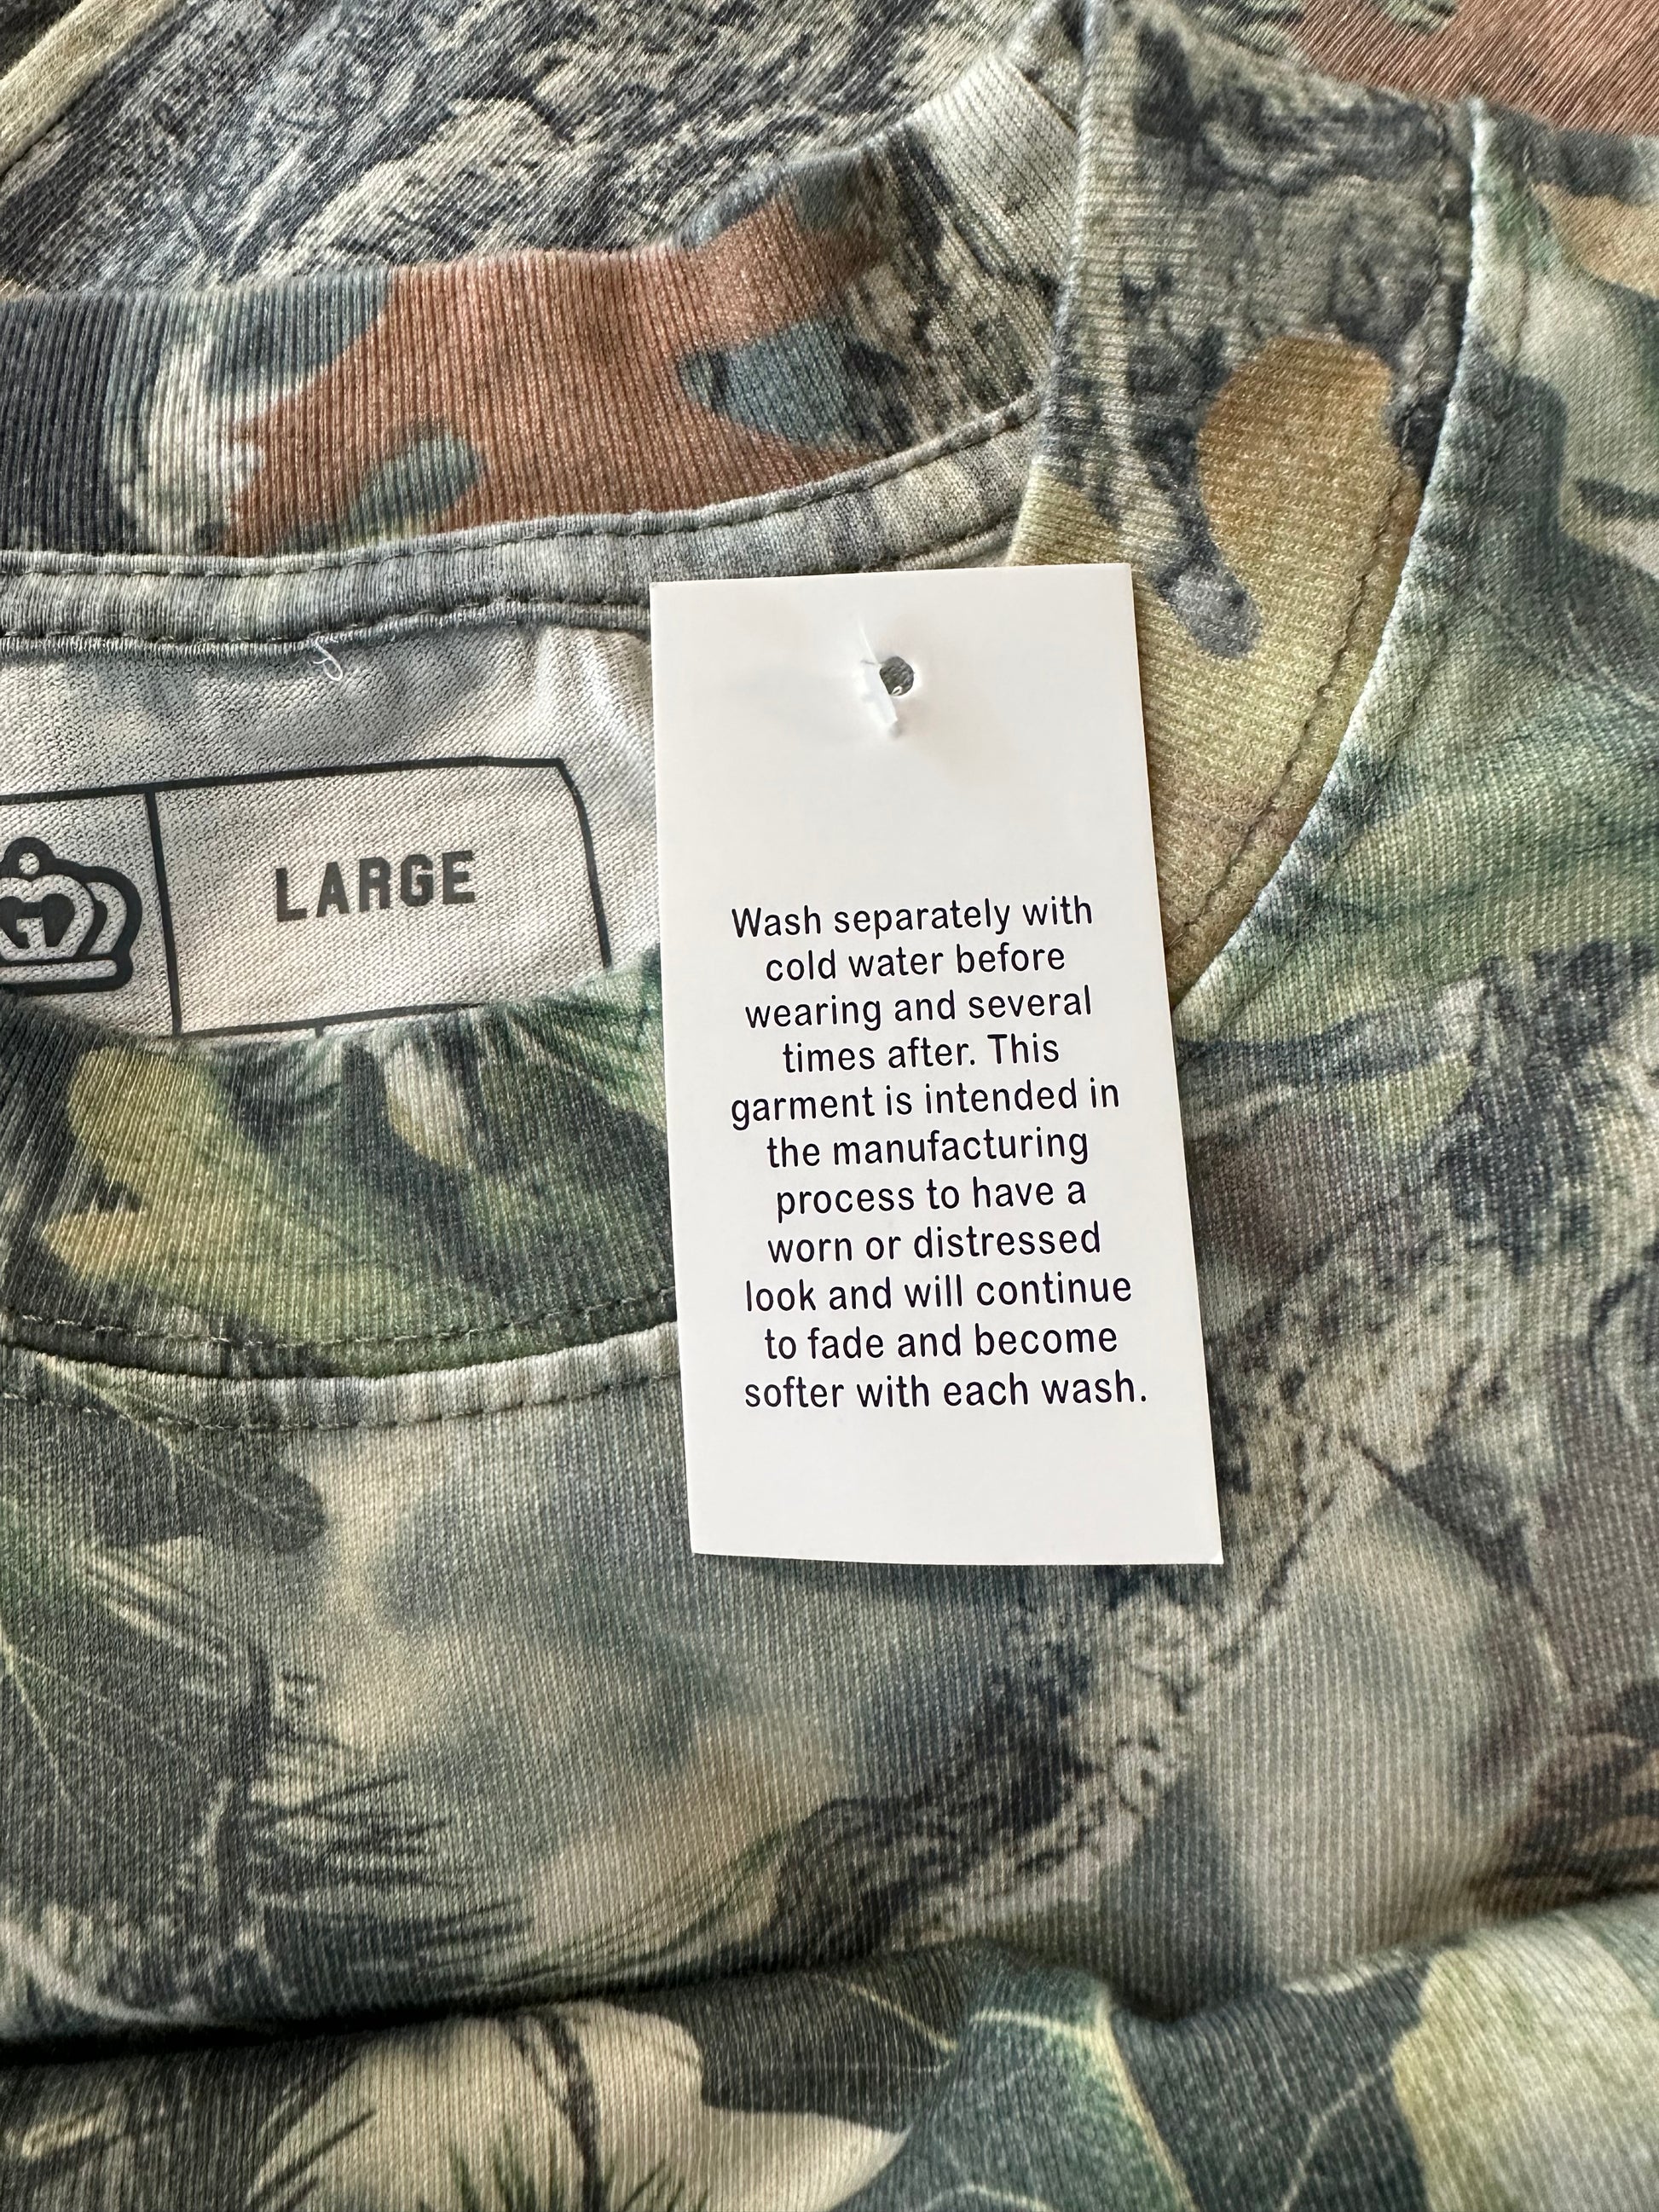 LARGE
Wash separately with
cold water before
wearing and several
times after. This
garment is intended in
the manufacturing
process to have a
worn or distressed
look and will continue
to fade and become
softer with each wash.